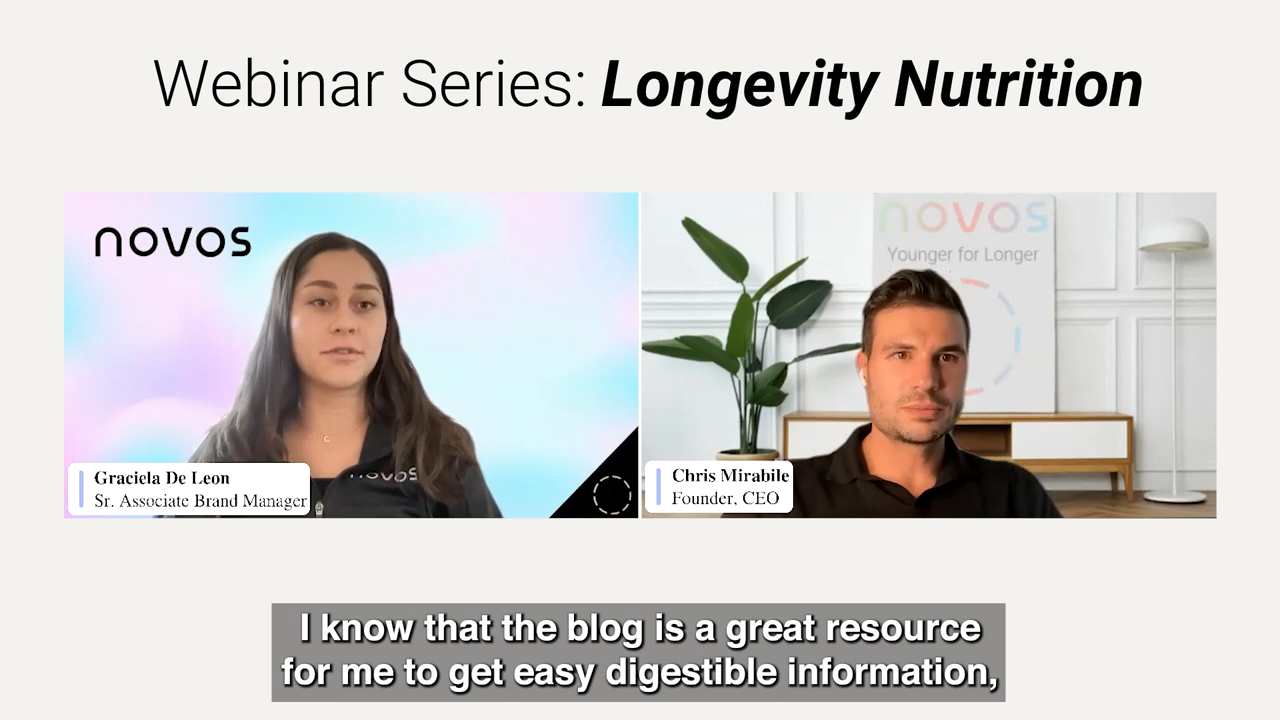 Webinar Series: Longevity Nutrition
novos
novos
Younger for Longer
novos
Graciela De Leon
Sr. Associate Brand Manager
Chris Mirabile
Founder, CEO
I know that the blog is a great resource
for me to get easy digestible information,